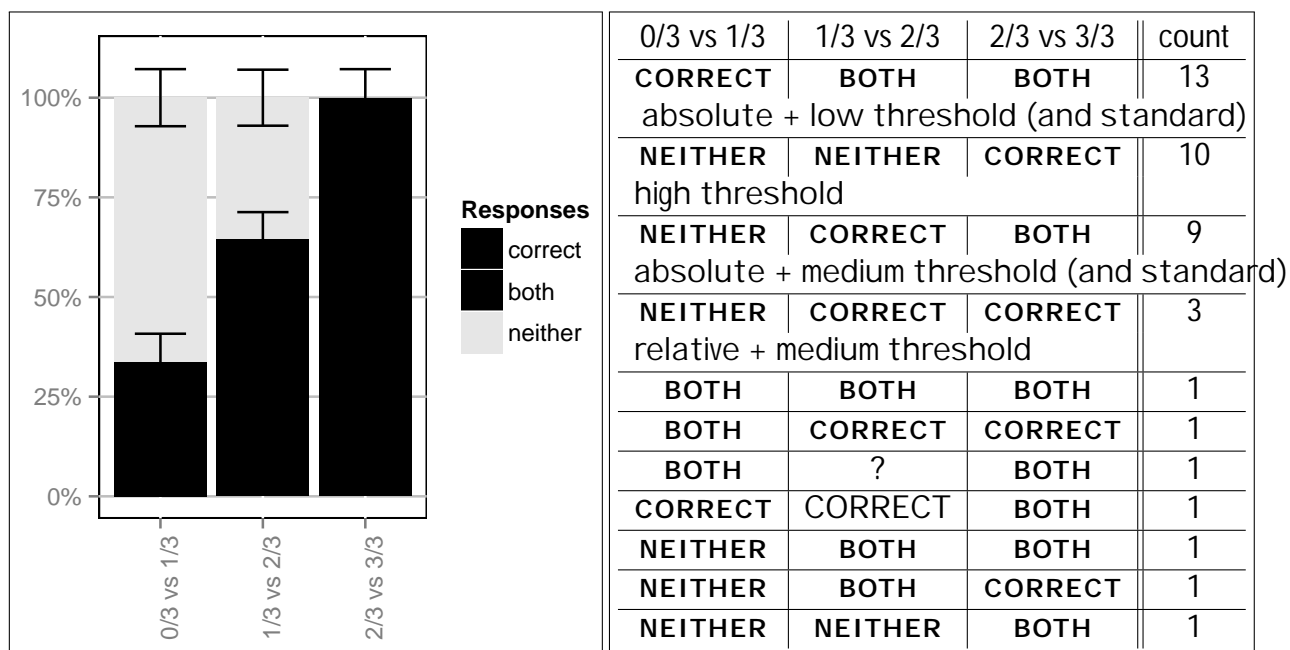 100%
75%
50%
25%
0%
0/3 vs 1/3
1/3 vs 2/3
2/3 vs 3/3
Responses
correct
both
neither
0/3 vs 1/3 1/3 vs 2/3 2/3 vs 3/3 count
CORRECT BOTH BOTH 13
absolute + low threshold (and standard)
NEITHER NEITHER CORRECT 10
high threshold
NEITHER CORRECT BOTH 9
absolute + medium threshold (and standard)
NEITHER CORRECT CORRECT 3
relative + medium threshold
BOTH BOTH BOTH 1
BOTH CORRECT CORRECT 1
BOTH ? BOTH 1
CORRECT CORRECT BOTH 1
NEITHER BOTH BOTH 1
NEITHER BOTH CORRECT 1
NEITHER NEITHER BOTH 1